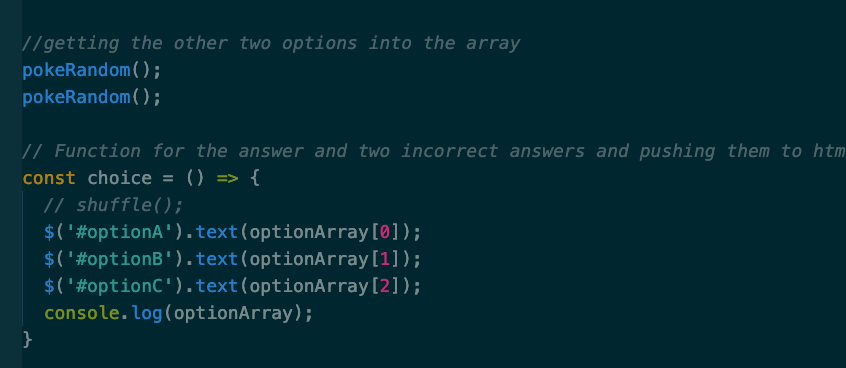 //getting the other two options into the array
pokeRandom();
pokeRandom();
// Function for the answer and two incorrect answers and pushing them to htm
const choice = () => {
// shuffle();
$('#optionA').text(optionArray[0]);
$('#optionB').text(optionArray[1]);
$('#optionC').text(optionArray[2]);
console.log(optionArray);
}